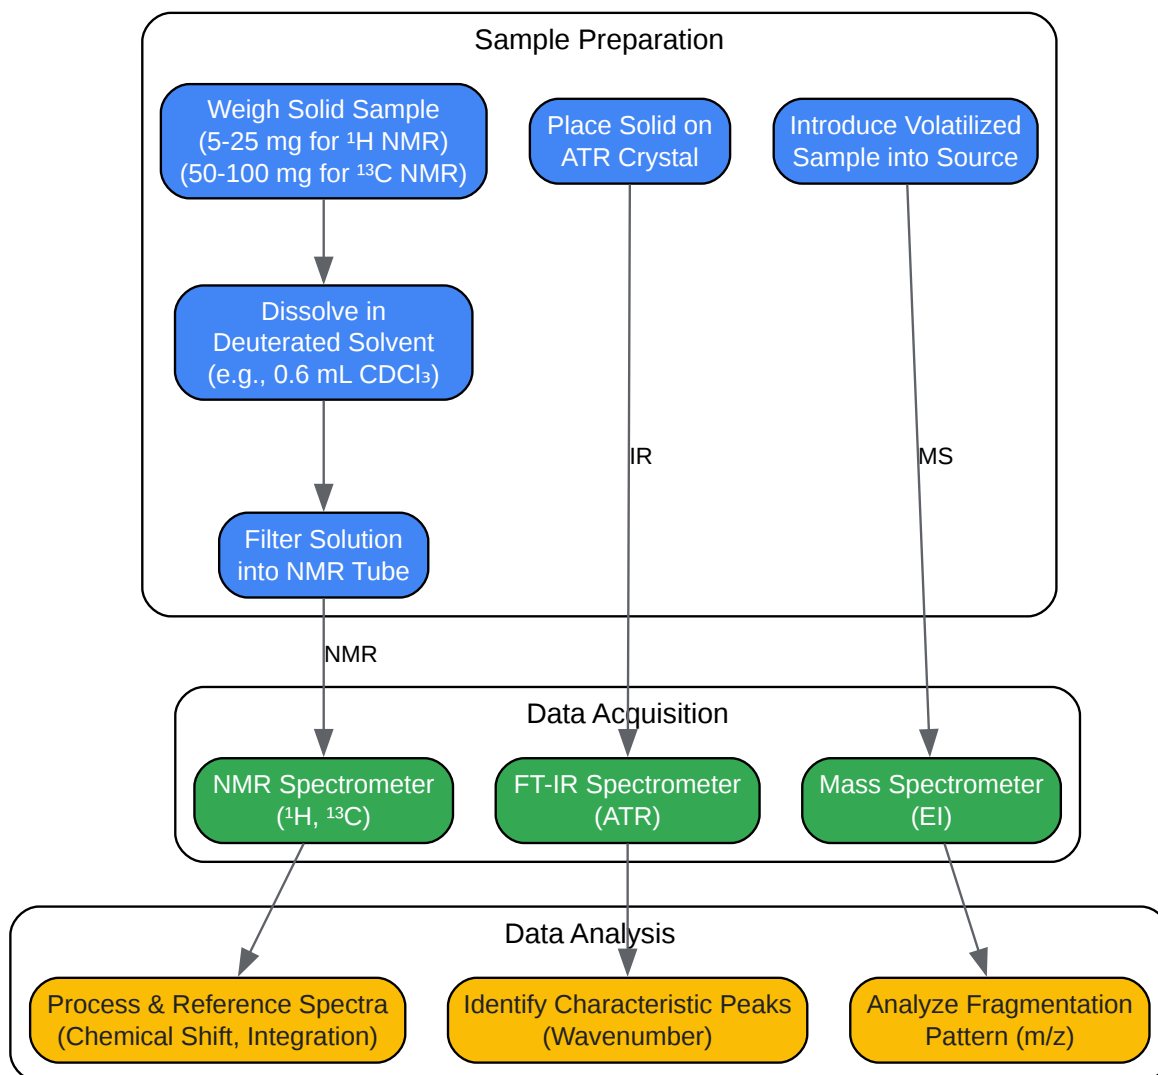 Sample Preparation
Weigh Solid Sample
(5-25 mg for ¹H NMR)
(50-100 mg for ¹³C NMR)
Place Solid on
ATR Crystal
Introduce Volatilized
Sample into Source
Dissolve in
Deuterated Solvent
(e.g., 0.6 mL CDCl₃)
IR
MS
Filter Solution
into NMR Tube
NMR
Data Acquisition
NMR Spectrometer
(¹H, ¹³C)
FT-IR Spectrometer
(ATR)
Mass Spectrometer
(EI)
Data Analysis
Process & Reference Spectra
(Chemical Shift, Integration)
Identify Characteristic Peaks
(Wavenumber)
Analyze Fragmentation
Pattern (m/z)